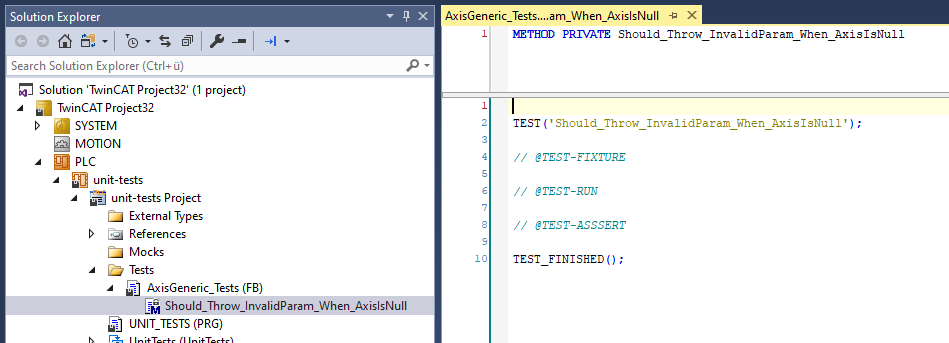 Solution Explorer
Search Solution Explorer (Ctrl+ü)
Solution 'TwinCAT Project32' (1 project)
TwinCAT Project32
SYSTEM
MOTION
PLC
unit-tests
unit-tests Project
External Types
References
Mocks
Tests
AxisGeneric_Tests (FB)
Should_Throw_InvalidParam_When_AxisIsNull
UNIT_TESTS (PRG)
UnitTests (UnitTests)
AxisGeneric_Tests....am_When_AxisIsNull
1 METHOD PRIVATE Should_Throw_InvalidParam_When_AxisIsNull
1
2 TEST('Should_Throw_InvalidParam_When_AxisIsNull');
3
4 // @TEST-FIXTURE
5
6 // @TEST-RUN
7
8 // @TEST-ASSSERT
9
10 TEST_FINISHED();